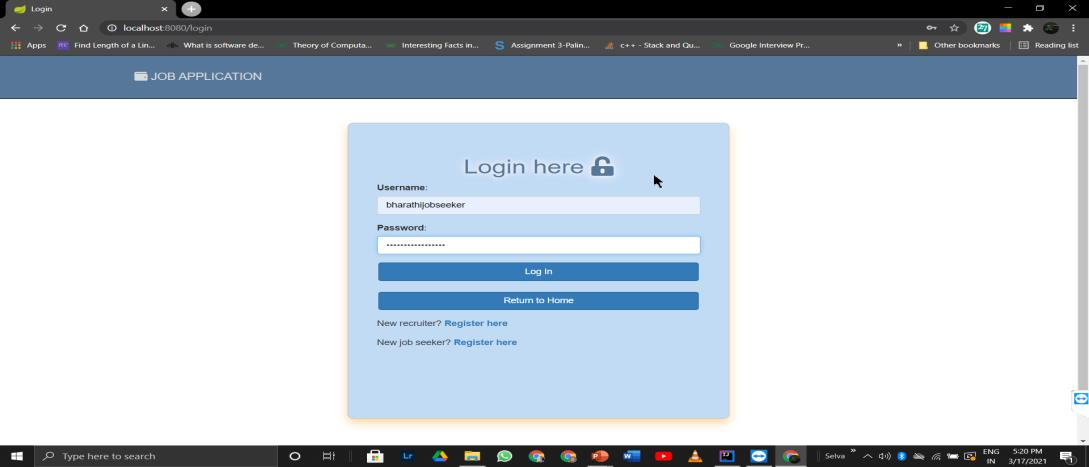 Login
localhost:8080/login
Apps Find Length of a Lin... What is software de... Theory of Computa... Interesting Facts in... Assignment 3-Palin... c++ - Stack and Qu... Google Interview Pr... » Other bookmarks Reading list
JOB APPLICATION
Login here
Username:
bharathijobseeker
Password:
Log In
Return to Home
New recruiter? Register here
New job seeker? Register here
Type here to search
Lr
Selva
ENG
IN
5:20 PM
3/17/2021